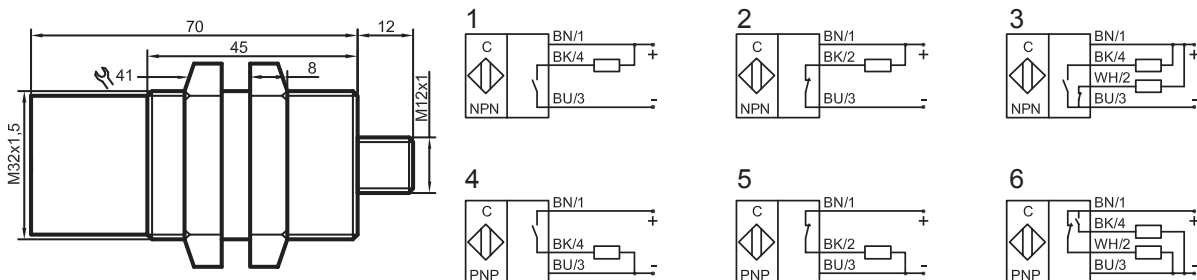 70
12
45
41
8
M32x1,5
M12x1
1
C
NPN
BN/1
+
BK/4
BU/3
-
2
C
NPN
BN/1
+
BK/2
BU/3
-
3
C
NPN
BN/1
+
BK/4
WH/2
BU/3
-
4
C
PNP
BN/1
+
BK/4
BU/3
-
5
C
PNP
BN/1
+
BK/2
BU/3
-
6
C
PNP
BN/1
+
BK/4
WH/2
BU/3
-